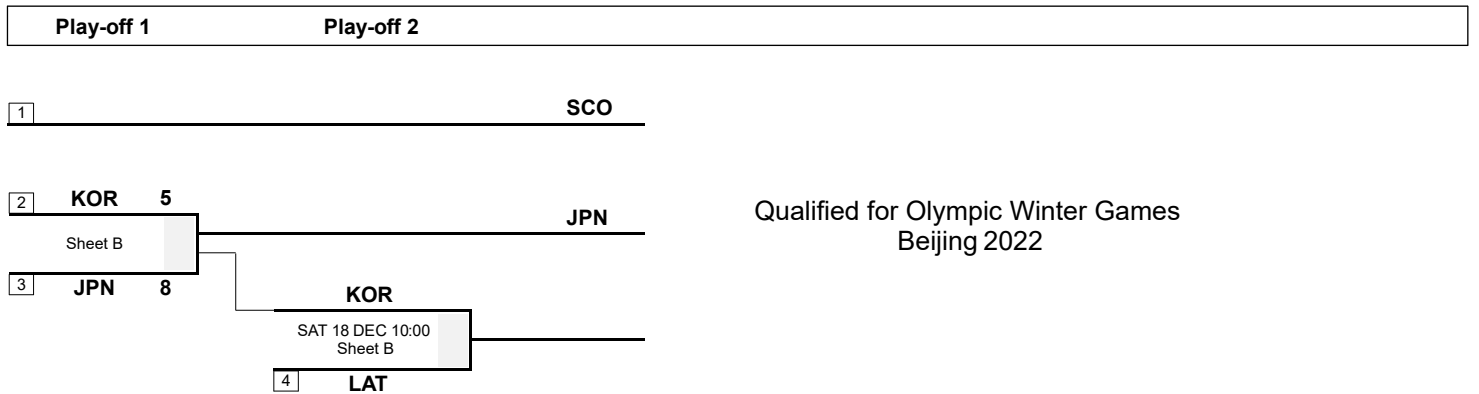 Play-off 1 Play-off 2
1 SCO
2 KOR 5
JPN
Sheet B
3 JPN 8
KOR
SAT 18 DEC 10:00
Sheet B
4 LAT
Qualified for Olympic Winter Games
Beijing 2022